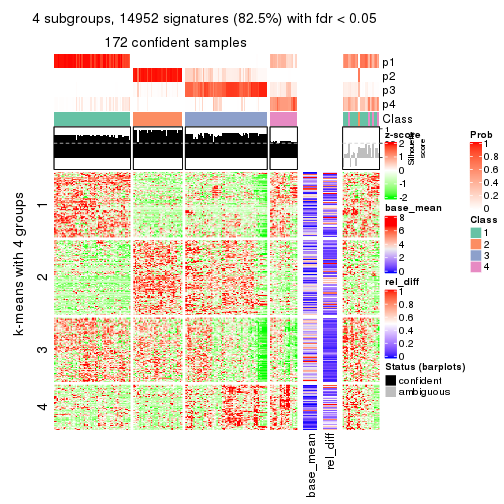 4 subgroups, 14952 signatures (82.5%) with fdr < 0.05
172 confident samples
p1
p2
p3
p4
Class
1
Silhouette
score
k-means with 4 groups
1
2
3
4
base_mean
rel_diff
z-score
2
1
0
-1
-2
base_mean
8
6
4
2
0
rel_diff
1
0.8
0.6
0.4
0.2
0
Status (barplots)
confident
ambiguous
Prob
1
0.8
0.6
0.4
0.2
0
Class
1
2
3
4